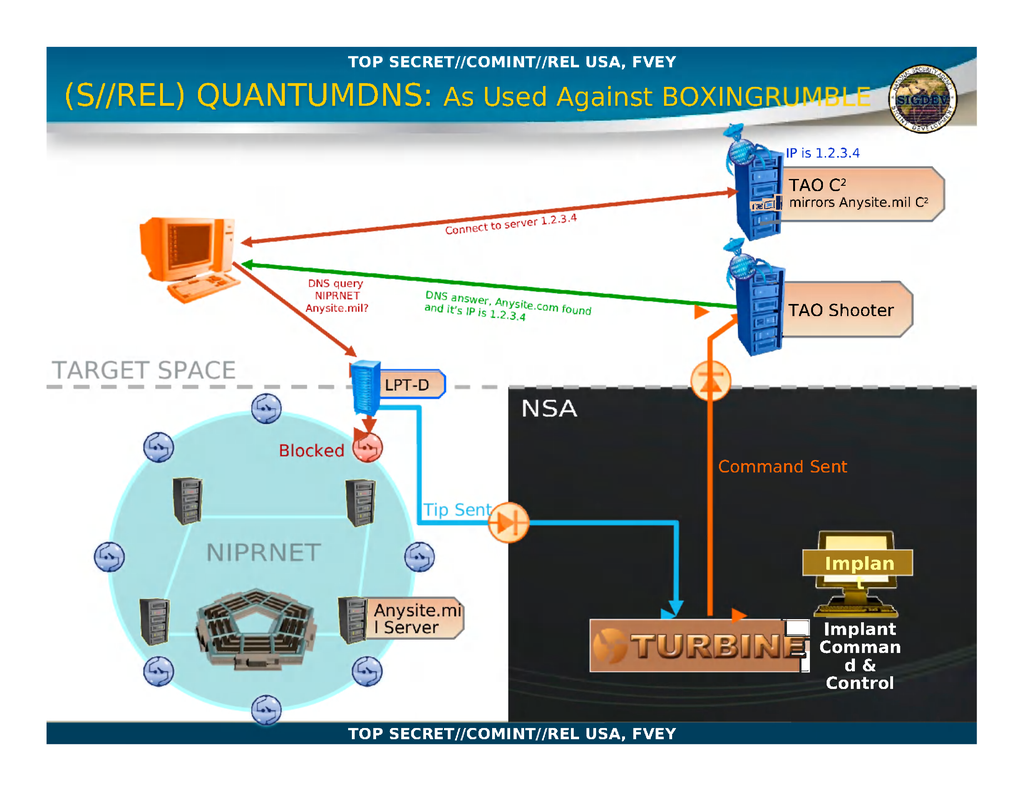 TOP SECRET//COMINT//REL USA, FVEY
(S//REL) QUANTUMDNS: As Used Against BOXINGRUMBLE
SIGDEV
IP is 1.2.3.4
TAO C²
mirrors Anysite.mil C²
Connect to server 1.2.3.4
DNS query
NIPRNET
Anysite.mil?
DNS answer, Anysite.com found
and it's IP is 1.2.3.4
TAO Shooter
TARGET SPACE
LPT-D
NSA
Blocked
Command Sent
Tip Sent
NIPRNET
Implan
t
Anysite.mi
l Server
TURBINE
Implant
Comman
d &
Control
TOP SECRET//COMINT//REL USA, FVEY